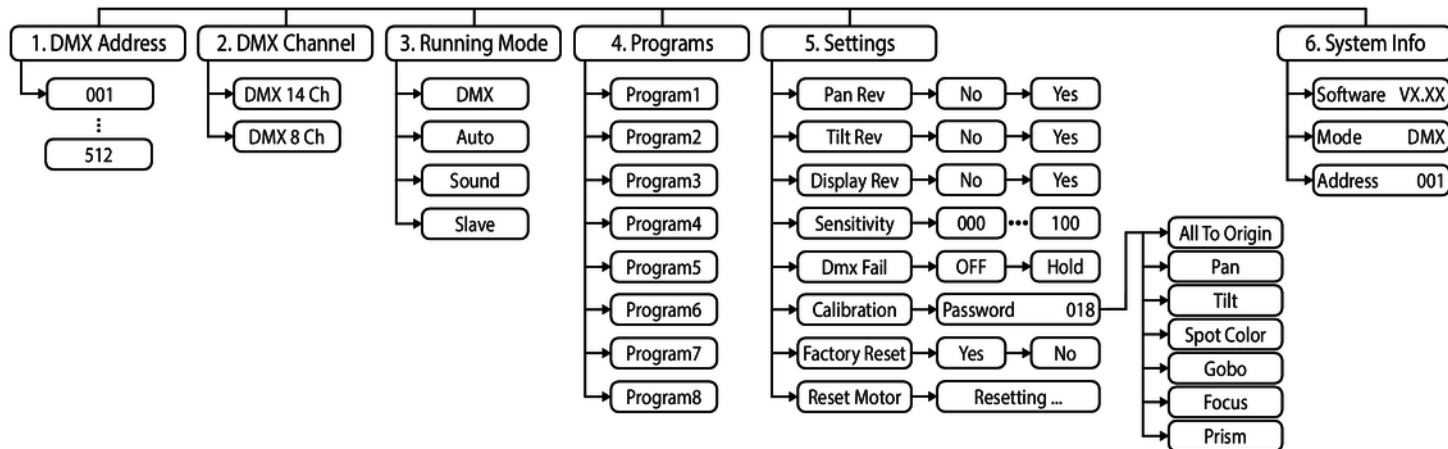 1. DMX Address
001
⋮
512
2. DMX Channel
DMX 14 Ch
DMX 8 Ch
3. Running Mode
DMX
Auto
Sound
Slave
4. Programs
Program1
Program2
Program3
Program4
Program5
Program6
Program7
Program8
5. Settings
Pan Rev No Yes
Tilt Rev No Yes
Display Rev No Yes
Sensitivity 000 ••• 100
Dmx Fail OFF Hold
Calibration Password 018
All To Origin
Pan
Tilt
Spot Color
Gobo
Focus
Prism
Factory Reset Yes No
Reset Motor Resetting ...
6. System Info
Software VX.XX
Mode DMX
Address 001